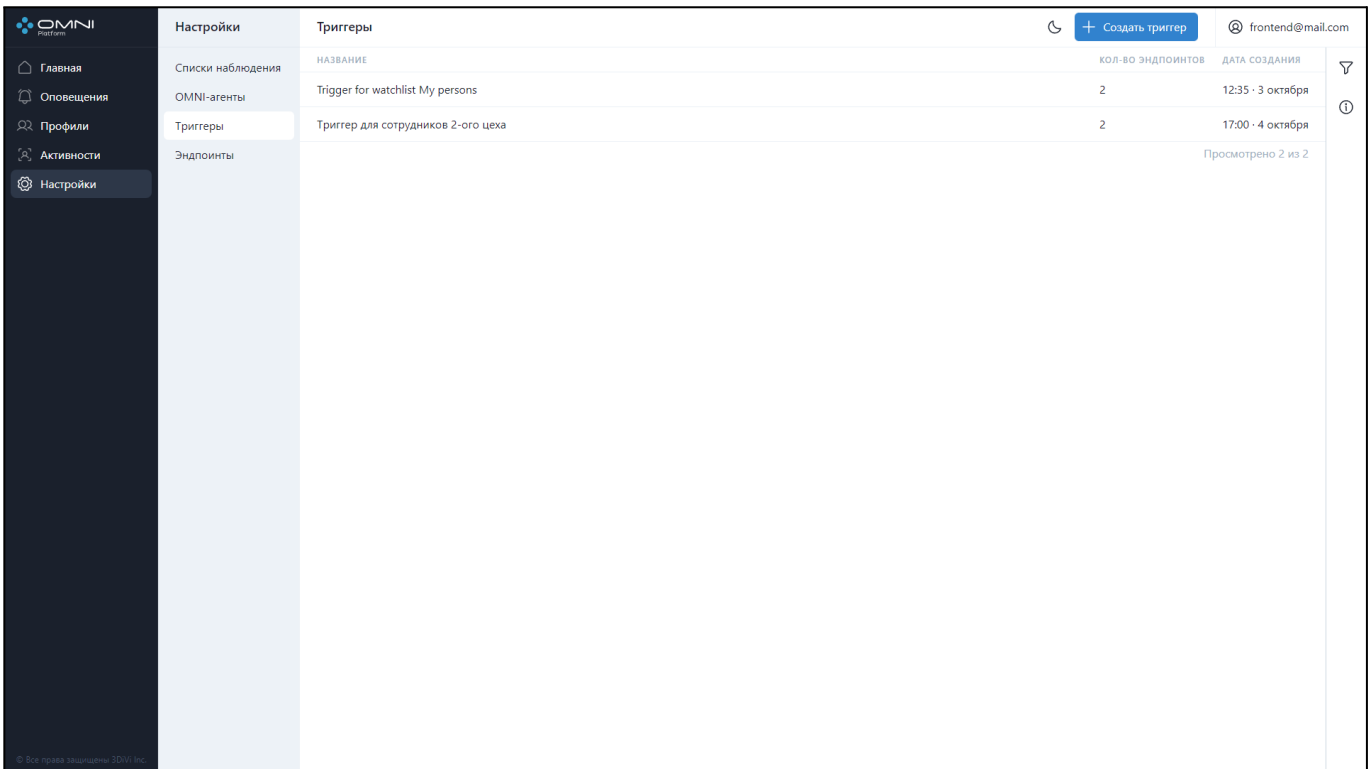 OMNI
Platform
Главная
Оповещения
Профили
Активности
Настройки
© Все права защищены 3DiVi Inc.
Настройки
Списки наблюдения
OMNI-агенты
Триггеры
Эндпоинты
Триггеры
Создать триггер
frontend@mail.com
НАЗВАНИЕ КОЛ-ВО ЭНДПОИНТОВ ДАТА СОЗДАНИЯ
Trigger for watchlist My persons 2 12:35 · 3 октября
Триггер для сотрудников 2-ого цеха 2 17:00 · 4 октября
Просмотрено 2 из 2